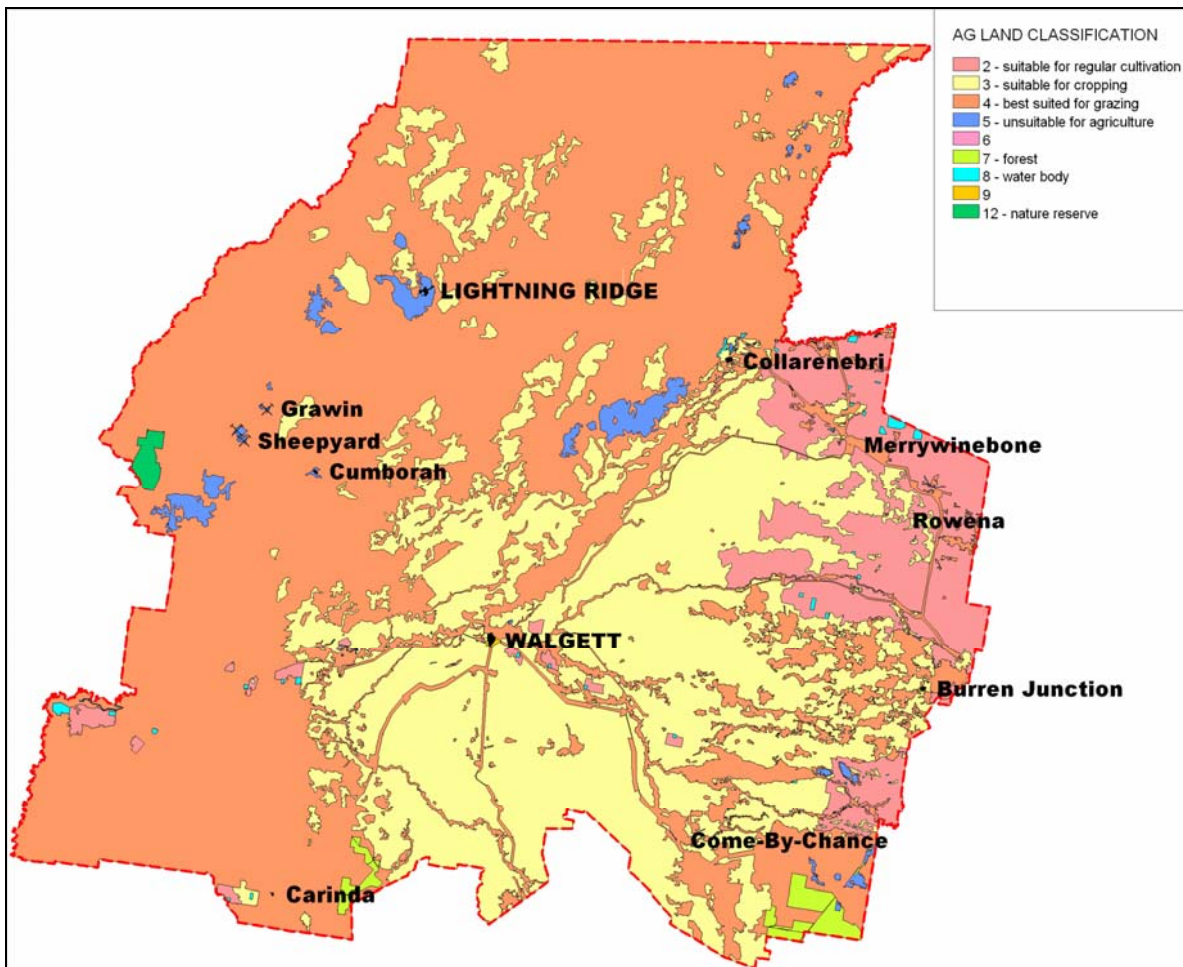 AG LAND CLASSIFICATION
2 - suitable for regular cultivation
3 - suitable for cropping
4 - best suited for grazing
5 - unsuitable for agriculture
6
7 - forest
8 - water body
9
12 - nature reserve
LIGHTNING RIDGE
Collarenebri
Grawin
Sheepyard
Merrywinebone
Cumborah
Rowena
WALGETT
Burren Junction
Come-By-Chance
Carinda